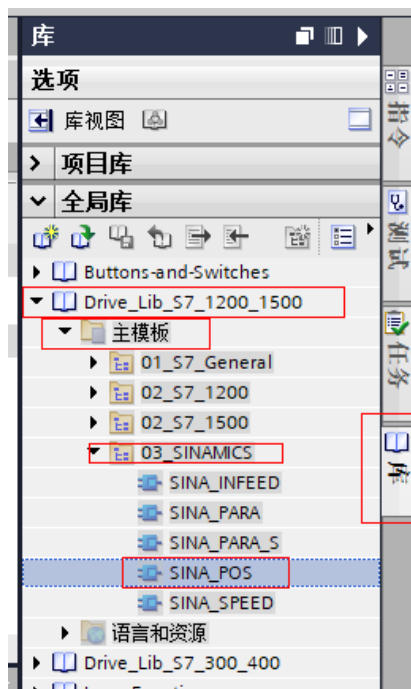 库
选项
库视图
项目库
全局库
Buttons-and-Switches
Drive_Lib_S7_1200_1500
主模板
01_S7_General
02_S7_1200
02_S7_1500
03_SINAMICS
SINA_INFEED
SINA_PARA
SINA_PARA_S
SINA_POS
SINA_SPEED
语言和资源
Drive_Lib_S7_300_400
指令
测试
任务
库